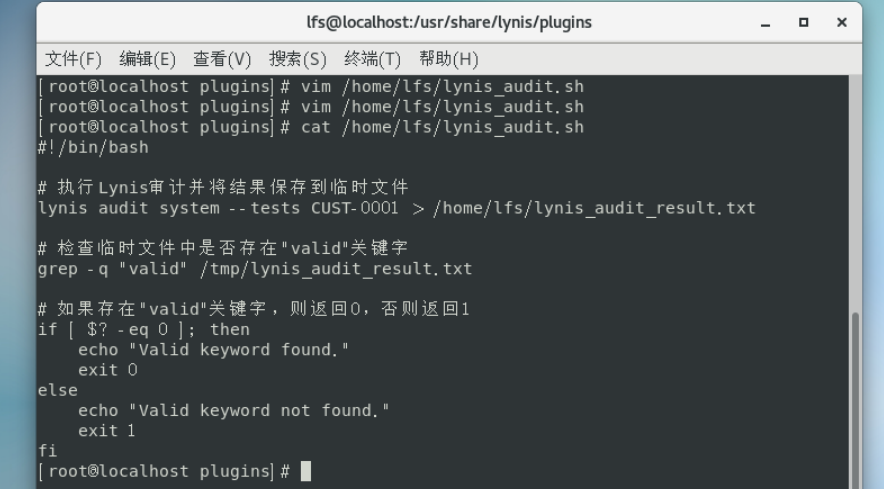 lfs@localhost:/usr/share/lynis/plugins
文件(F) 编辑(E) 查看(V) 搜索(S) 终端(T) 帮助(H)
[root@localhost plugins]# vim /home/lfs/lynis_audit.sh
[root@localhost plugins]# vim /home/lfs/lynis_audit.sh
[root@localhost plugins]# cat /home/lfs/lynis_audit.sh
#!/bin/bash
# 执行Lynis审计并将结果保存到临时文件
lynis audit system --tests CUST-0001 > /home/lfs/lynis_audit_result.txt
# 检查临时文件中是否存在"valid"关键字
grep -q "valid" /tmp/lynis_audit_result.txt
# 如果存在"valid"关键字，则返回0，否则返回1
if [ $? -eq 0 ]; then
    echo "Valid keyword found."
    exit 0
else
    echo "Valid keyword not found."
    exit 1
fi
[root@localhost plugins]#